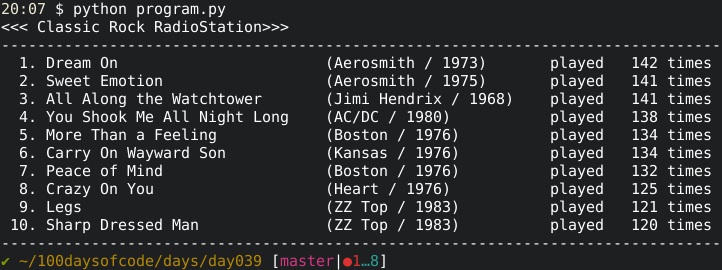 20:07 $ python program.py
<<< Classic Rock RadioStation>>>
--------------------------------------------------------------------------------
  1. Dream On                       (Aerosmith / 1973)       played   142 times
  2. Sweet Emotion                  (Aerosmith / 1975)       played   141 times
  3. All Along the Watchtower       (Jimi Hendrix / 1968)    played   141 times
  4. You Shook Me All Night Long    (AC/DC / 1980)           played   138 times
  5. More Than a Feeling            (Boston / 1976)          played   134 times
  6. Carry On Wayward Son           (Kansas / 1976)          played   134 times
  7. Peace of Mind                  (Boston / 1976)          played   132 times
  8. Crazy On You                   (Heart / 1976)           played   125 times
  9. Legs                           (ZZ Top / 1983)          played   121 times
 10. Sharp Dressed Man              (ZZ Top / 1983)          played   120 times
--------------------------------------------------------------------------------
✔ ~/100daysofcode/days/day039 [master|●1…8]